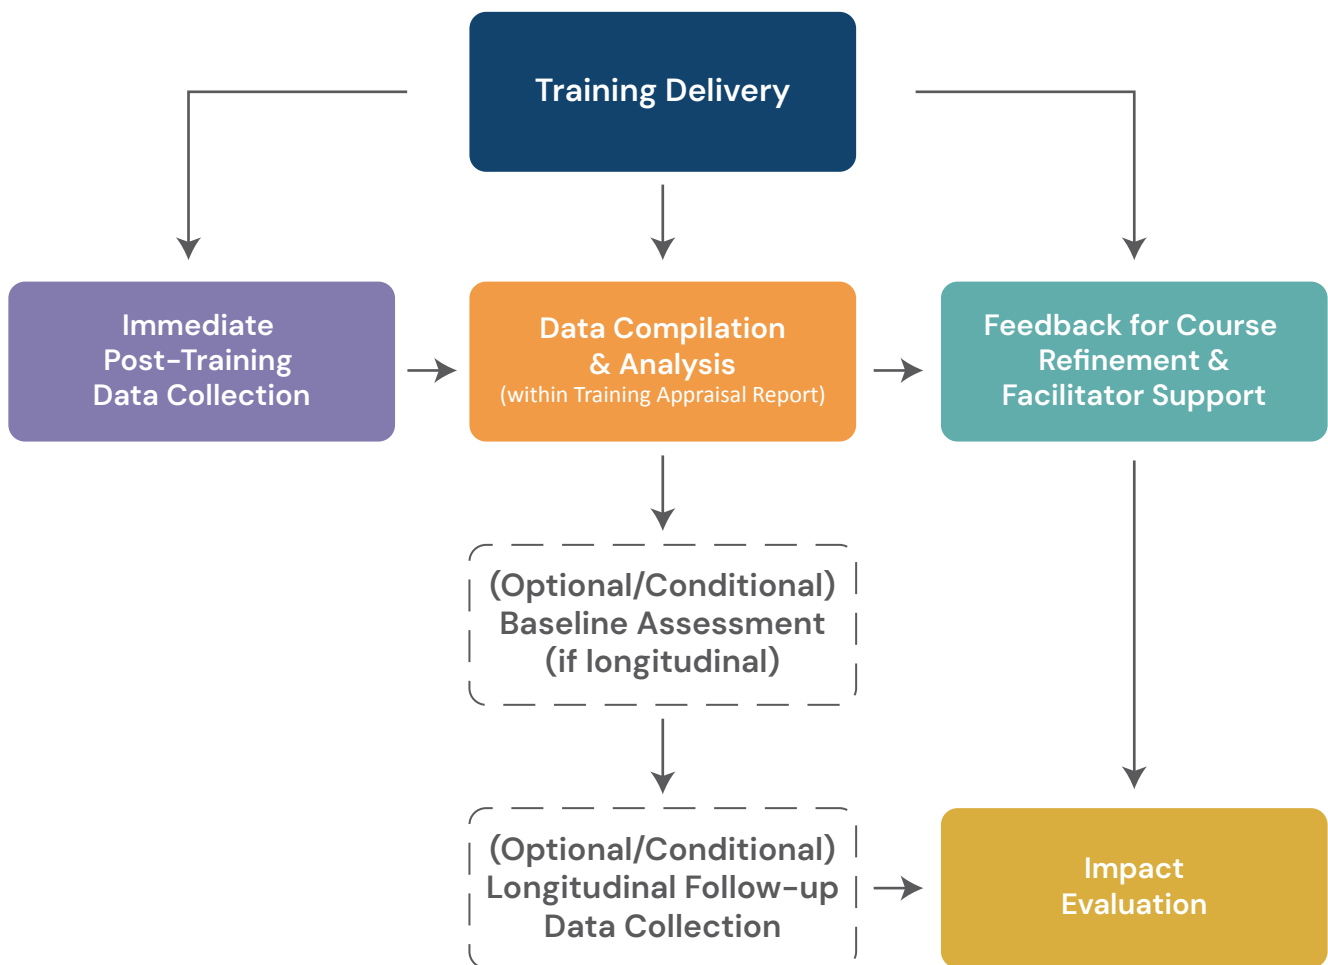 Training Delivery
Immediate
Post-Training
Data Collection
Data Compilation
& Analysis
(within Training Appraisal Report)
Feedback for Course
Refinement &
Facilitator Support
(Optional/Conditional)
Baseline Assessment
(if longitudinal)
(Optional/Conditional)
Longitudinal Follow-up
Data Collection
Impact
Evaluation